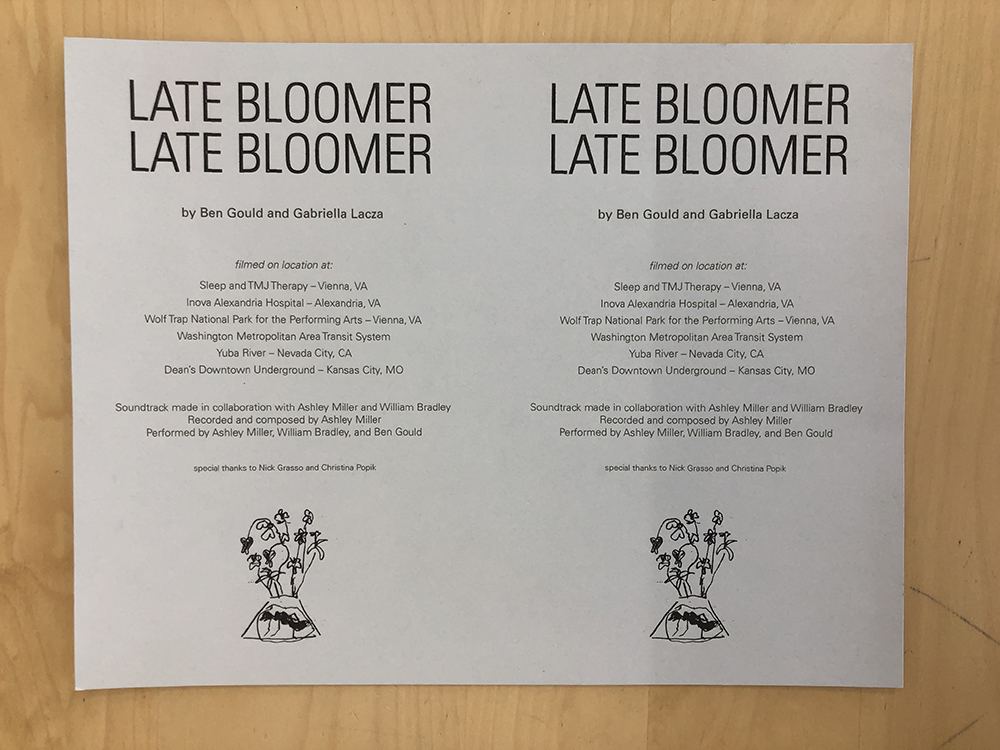 LATE BLOOMER
LATE BLOOMER
by Ben Gould and Gabriella Lacza
filmed on location at:
Sleep and TMJ Therapy – Vienna, VA
Inova Alexandria Hospital – Alexandria, VA
Wolf Trap National Park for the Performing Arts – Vienna, VA
Washington Metropolitan Area Transit System
Yuba River – Nevada City, CA
Dean's Downtown Underground – Kansas City, MO
Soundtrack made in collaboration with Ashley Miller and William Bradley
Recorded and composed by Ashley Miller
Performed by Ashley Miller, William Bradley, and Ben Gould
special thanks to Nick Grasso and Christina Popik
LATE BLOOMER
LATE BLOOMER
by Ben Gould and Gabriella Lacza
filmed on location at:
Sleep and TMJ Therapy – Vienna, VA
Inova Alexandria Hospital – Alexandria, VA
Wolf Trap National Park for the Performing Arts – Vienna, VA
Washington Metropolitan Area Transit System
Yuba River – Nevada City, CA
Dean's Downtown Underground – Kansas City, MO
Soundtrack made in collaboration with Ashley Miller and William Bradley
Recorded and composed by Ashley Miller
Performed by Ashley Miller, William Bradley, and Ben Gould
special thanks to Nick Grasso and Christina Popik